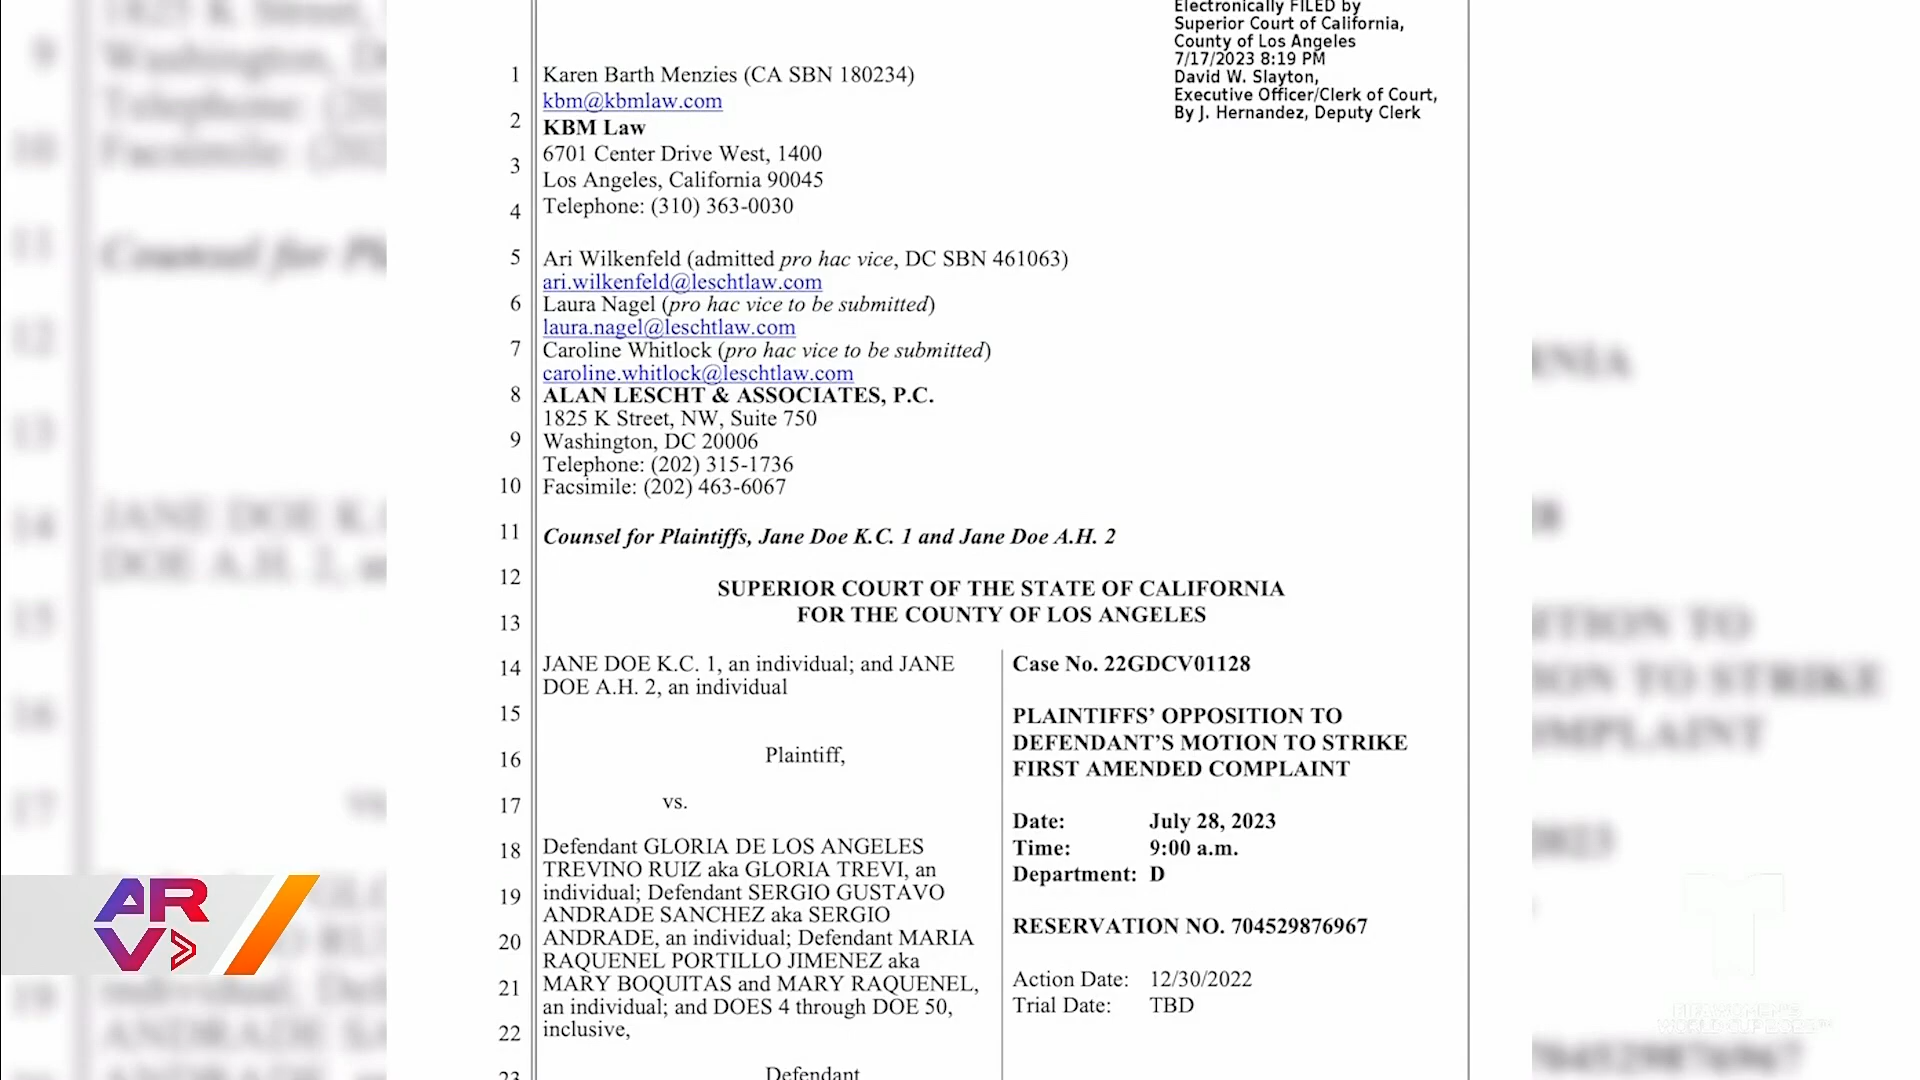 Electronically FILED by
Superior Court of California,
County of Los Angeles
7/17/2023 8:19 PM
David W. Slayton,
Executive Officer/Clerk of Court,
By J. Hernandez, Deputy Clerk
1 Karen Barth Menzies (CA SBN 180234)
kbm@kbmlaw.com
2 KBM Law
6701 Center Drive West, 1400
3
Los Angeles, California 90045
4 Telephone: (310) 363-0030
5 Ari Wilkenfeld (admitted pro hac vice, DC SBN 461063)
ari.wilkenfeld@leschtlaw.com
6 Laura Nagel (pro hac vice to be submitted)
laura.nagel@leschtlaw.com
7 Caroline Whitlock (pro hac vice to be submitted)
caroline.whitlock@leschtlaw.com
8 ALAN LESCHT & ASSOCIATES, P.C.
1825 K Street, NW, Suite 750
9 Washington, DC 20006
Telephone: (202) 315-1736
10 Facsimile: (202) 463-6067
11 Counsel for Plaintiffs, Jane Doe K.C. 1 and Jane Doe A.H. 2
12 SUPERIOR COURT OF THE STATE OF CALIFORNIA
13 FOR THE COUNTY OF LOS ANGELES
14 JANE DOE K.C. 1, an individual; and JANE
DOE A.H. 2, an individual
15
16 Plaintiff,
17 vs.
18 Defendant GLORIA DE LOS ANGELES
TREVINO RUIZ aka GLORIA TREVI, an
19 individual; Defendant SERGIO GUSTAVO
ANDRADE SANCHEZ aka SERGIO
20 ANDRADE, an individual; Defendant MARIA
RAQUENEL PORTILLO JIMENEZ aka
21 MARY BOQUITAS and MARY RAQUENEL,
an individual; and DOES 4 through DOE 50,
22 inclusive,
23 Defendant
Case No. 22GDCV01128
PLAINTIFFS’ OPPOSITION TO
DEFENDANT’S MOTION TO STRIKE
FIRST AMENDED COMPLAINT
Date: July 28, 2023
Time: 9:00 a.m.
Department: D
RESERVATION NO. 704529876967
Action Date: 12/30/2022
Trial Date: TBD
ARV